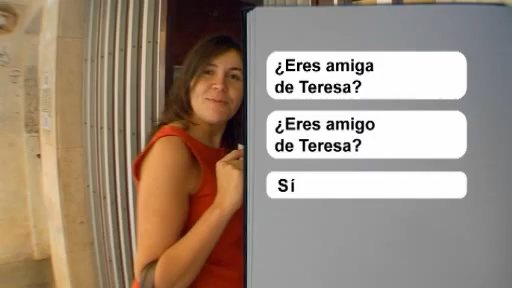 ¿Eres amiga
de Teresa?
¿Eres amigo
de Teresa?
Sí